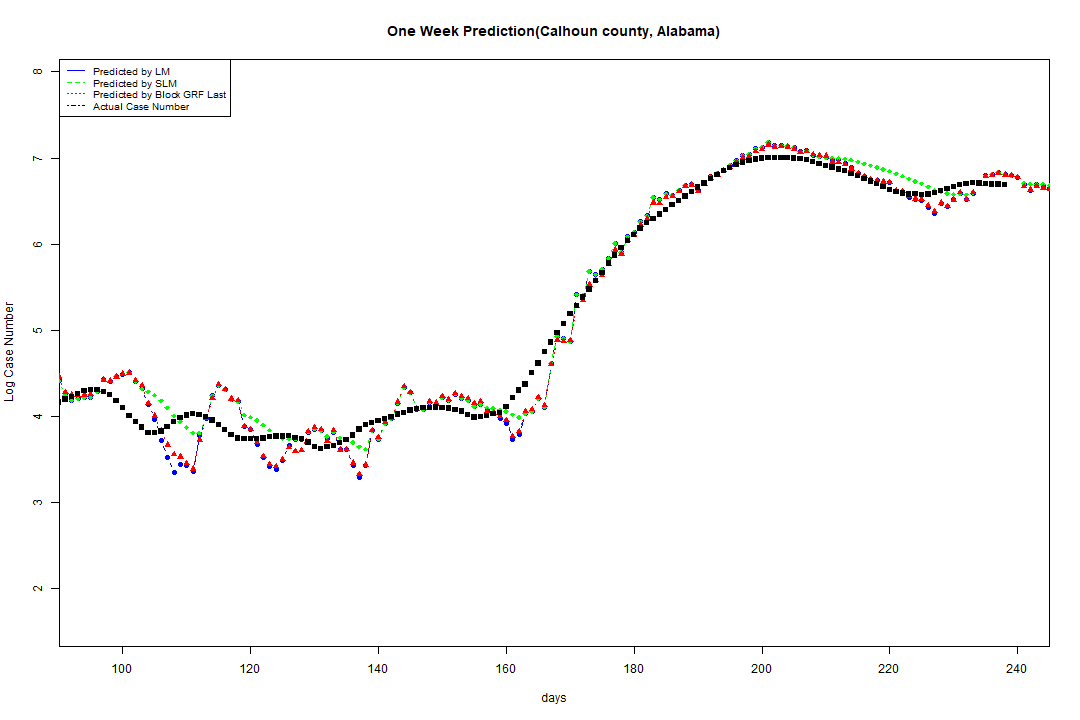 One Week Prediction(Calhoun county, Alabama)
Predicted by LM
Predicted by SLM
Predicted by Block GRF Last
Actual Case Number
8
7
6
5
4
3
2
Log Case Number
100 120 140 160 180 200 220 240
days